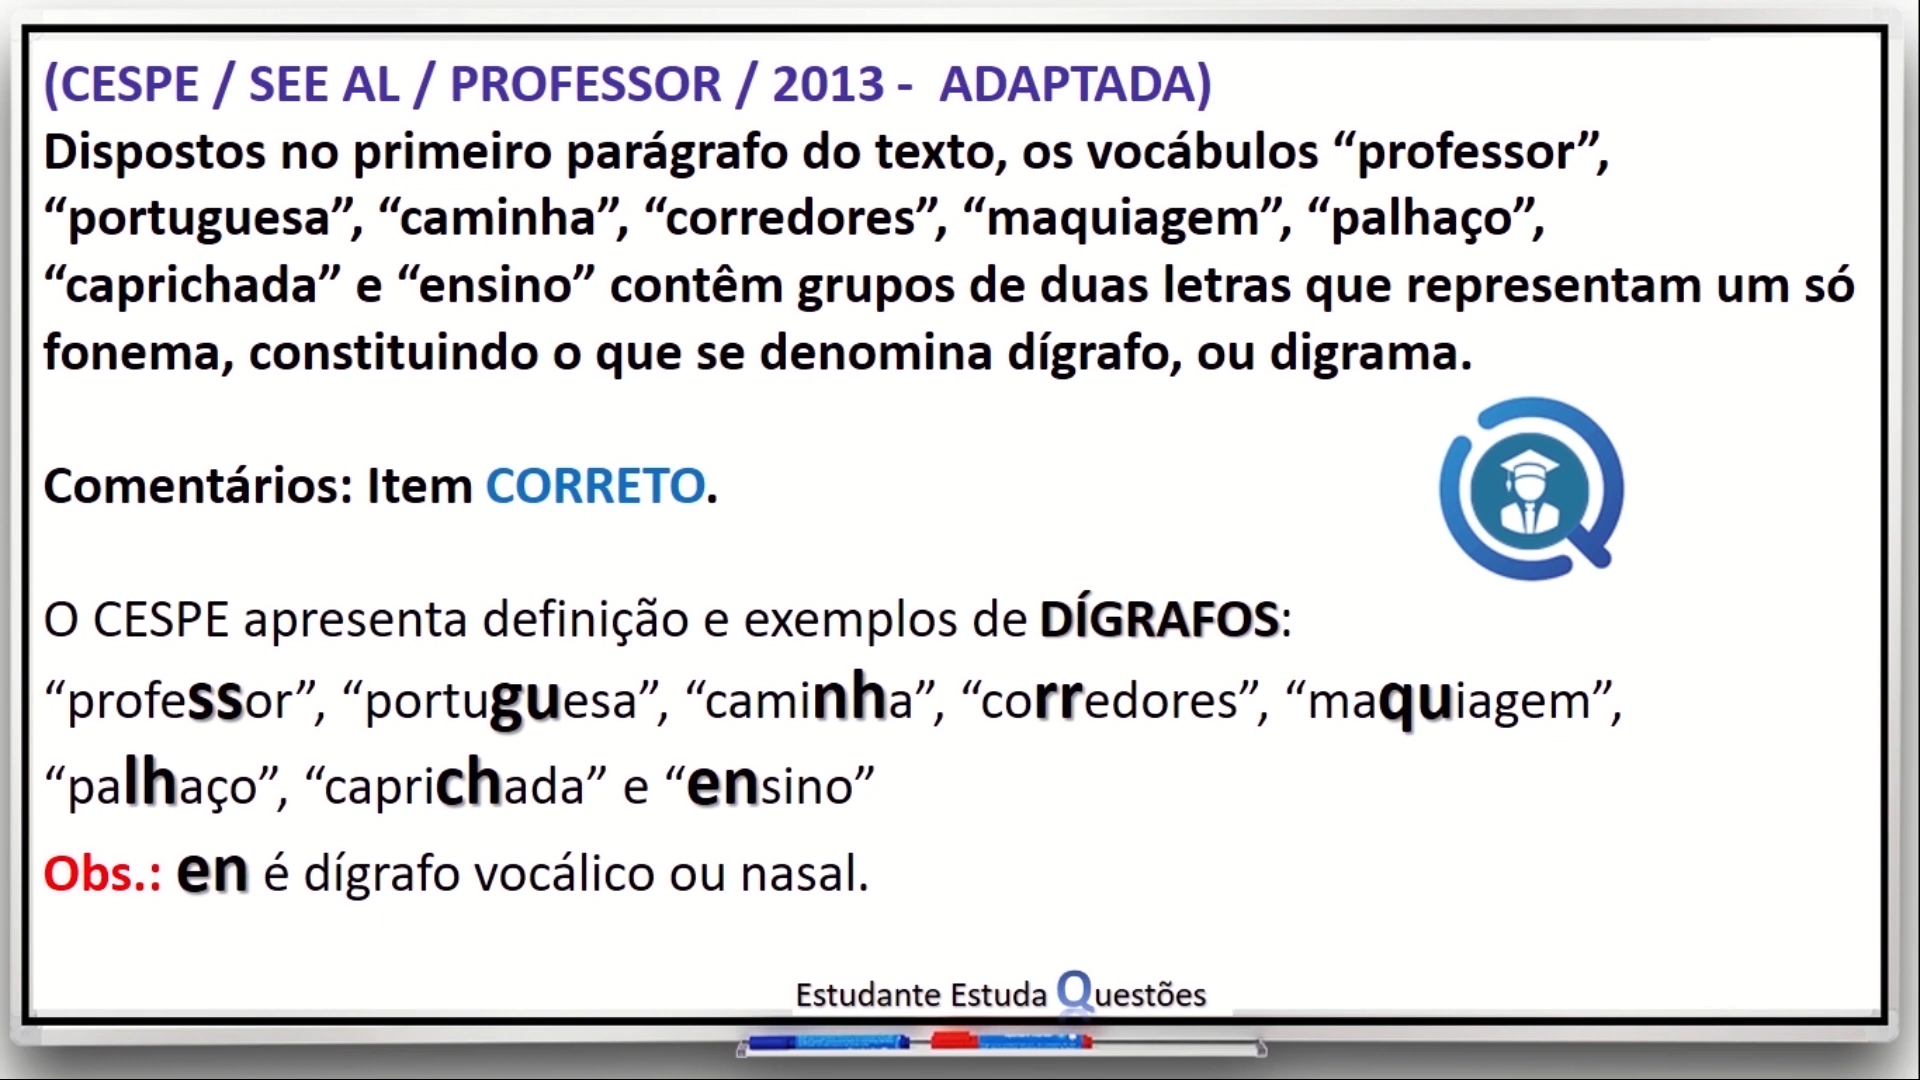 (CESPE / SEE AL / PROFESSOR / 2013 - ADAPTADA)
Dispostos no primeiro parágrafo do texto, os vocábulos “professor”,
“portuguesa”, “caminha”, “corredores”, “maquiagem”, “palhaço”,
“caprichada” e “ensino” contêm grupos de duas letras que representam um só
fonema, constituindo o que se denomina dígrafo, ou digrama.
Comentários: Item CORRETO.
O CESPE apresenta definição e exemplos de DÍGRAFOS:
“professor”, “portuguesa”, “caminha”, “corredores”, “maquiagem”,
“palhaço”, “caprichada” e “ensino”
Obs.: en é dígrafo vocálico ou nasal.
Estudante Estuda Questões